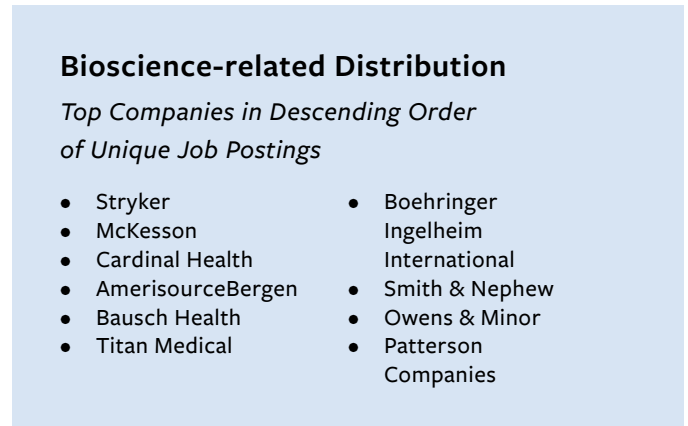 Bioscience-related Distribution
Top Companies in Descending Order
of Unique Job Postings
• Stryker
• McKesson
• Cardinal Health
• AmerisourceBergen
• Bausch Health
• Titan Medical
• Boehringer
Ingelheim
International
• Smith & Nephew
• Owens & Minor
• Patterson
Companies